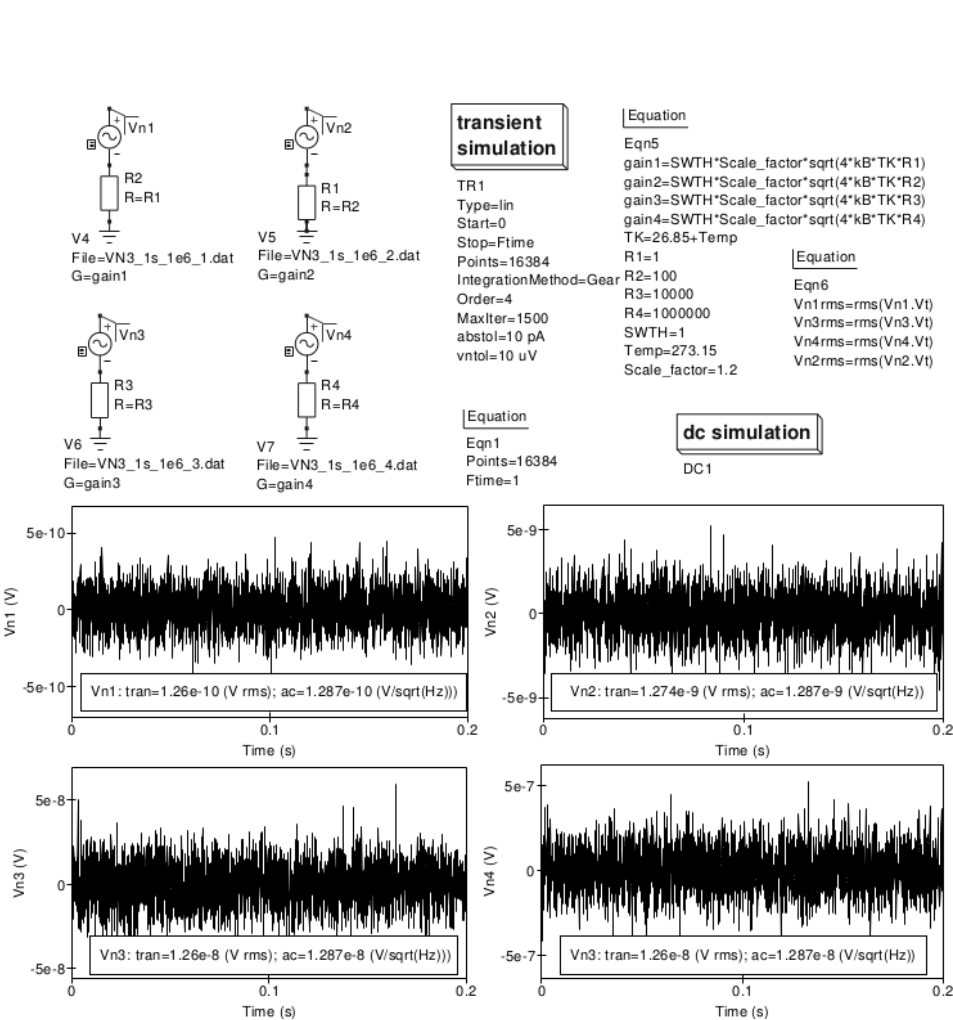 Vn1
R2
R=R1
V4
File=VN3_1s_1e6_1.dat
G=gain1
Vn2
R1
R=R2
V5
File=VN3_1s_1e6_2.dat
G=gain2
Vn3
R3
R=R3
V6
File=VN3_1s_1e6_3.dat
G=gain3
Vn4
R4
R=R4
V7
File=VN3_1s_1e6_4.dat
G=gain4
transient
simulation
TR1
Type=lin
Start=0
Stop=Ftime
Points=16384
IntegrationMethod=Gear
Order=4
MaxIter=1500
abstol=10 pA
vntol=10 uV
Equation
Eqn1
Points=16384
Ftime=1
Equation
Eqn5
gain1=SWTH*Scale_factor*sqrt(4*kB*TK*R1)
gain2=SWTH*Scale_factor*sqrt(4*kB*TK*R2)
gain3=SWTH*Scale_factor*sqrt(4*kB*TK*R3)
gain4=SWTH*Scale_factor*sqrt(4*kB*TK*R4)
TK=26.85+Temp
R1=1
R2=100
R3=10000
R4=1000000
SWTH=1
Temp=273.15
Scale_factor=1.2
Equation
Eqn6
Vn1rms=rms(Vn1.Vt)
Vn3rms=rms(Vn3.Vt)
Vn4rms=rms(Vn4.Vt)
Vn2rms=rms(Vn2.Vt)
dc simulation
DC1
Vn1 (V)
5e-10
0
-5e-10
Vn1: tran=1.26e-10 (V rms); ac=1.287e-10 (V/sqrt(Hz)))
0
0.1
0.2
Time (s)
Vn2 (V)
5e-9
0
-5e-9
Vn2: tran=1.274e-9 (V rms); ac=1.287e-9 (V/sqrt(Hz))
0
0.1
0.2
Time (s)
Vn3 (V)
5e-8
0
-5e-8
Vn3: tran=1.26e-8 (V rms); ac=1.287e-8 (V/sqrt(Hz)))
0
0.1
0.2
Time (s)
Vn4 (V)
5e-7
0
-5e-7
Vn3: tran=1.26e-8 (V rms); ac=1.287e-8 (V/sqrt(Hz))
0
0.1
0.2
Time (s)